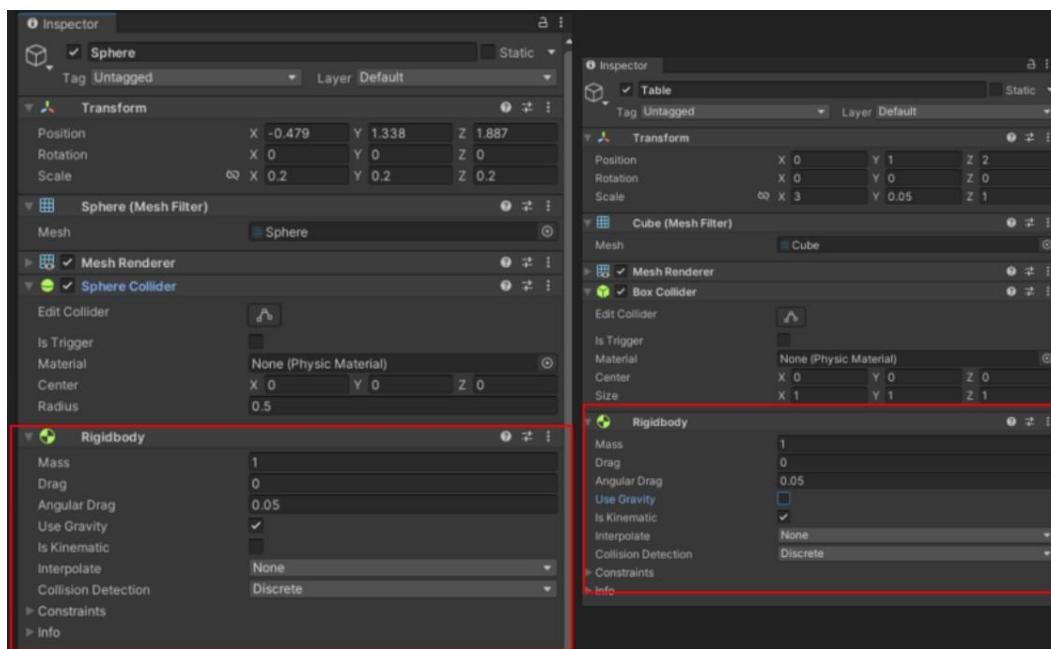 Inspector
Sphere Static
Tag Untagged Layer Default
Transform
Position X -0.479 Y 1.338 Z 1.887
Rotation X 0 Y 0 Z 0
Scale X 0.2 Y 0.2 Z 0.2
Sphere (Mesh Filter)
Mesh Sphere
Mesh Renderer
Sphere Collider
Edit Collider
Is Trigger
Material None (Physic Material)
Center X 0 Y 0 Z 0
Radius 0.5
Rigidbody
Mass 1
Drag 0
Angular Drag 0.05
Use Gravity
Is Kinematic
Interpolate None
Collision Detection Discrete
Constraints
Info
Inspector
Table Static
Tag Untagged Layer Default
Transform
Position X 0 Y 1 Z 2
Rotation X 0 Y 0 Z 0
Scale X 3 Y 0.05 Z 1
Cube (Mesh Filter)
Mesh Cube
Mesh Renderer
Box Collider
Edit Collider
Is Trigger
Material None (Physic Material)
Center X 0 Y 0 Z 0
Size X 1 Y 1 Z 1
Rigidbody
Mass 1
Drag 0
Angular Drag 0.05
Use Gravity
Is Kinematic
Interpolate None
Collision Detection Discrete
Constraints
Info